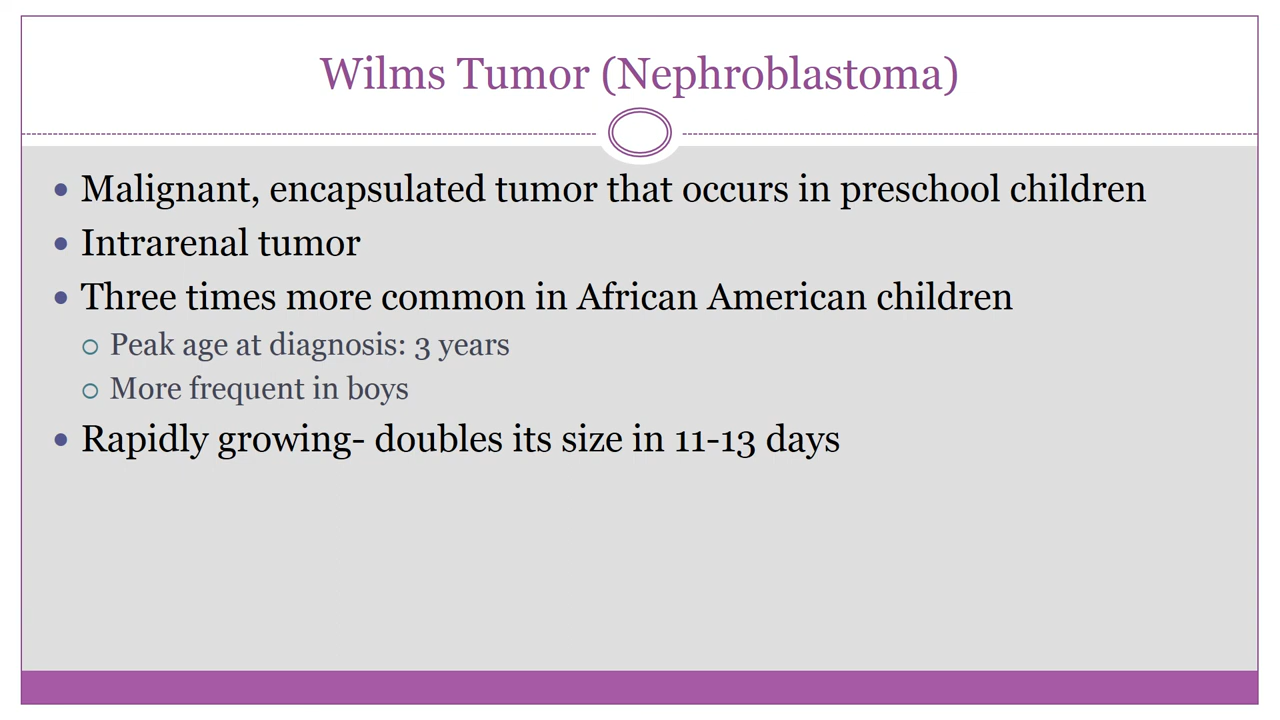 Wilms Tumor (Nephroblastoma)
• Malignant, encapsulated tumor that occurs in preschool children
• Intrarenal tumor
• Three times more common in African American children
○ Peak age at diagnosis: 3 years
○ More frequent in boys
• Rapidly growing- doubles its size in 11-13 days